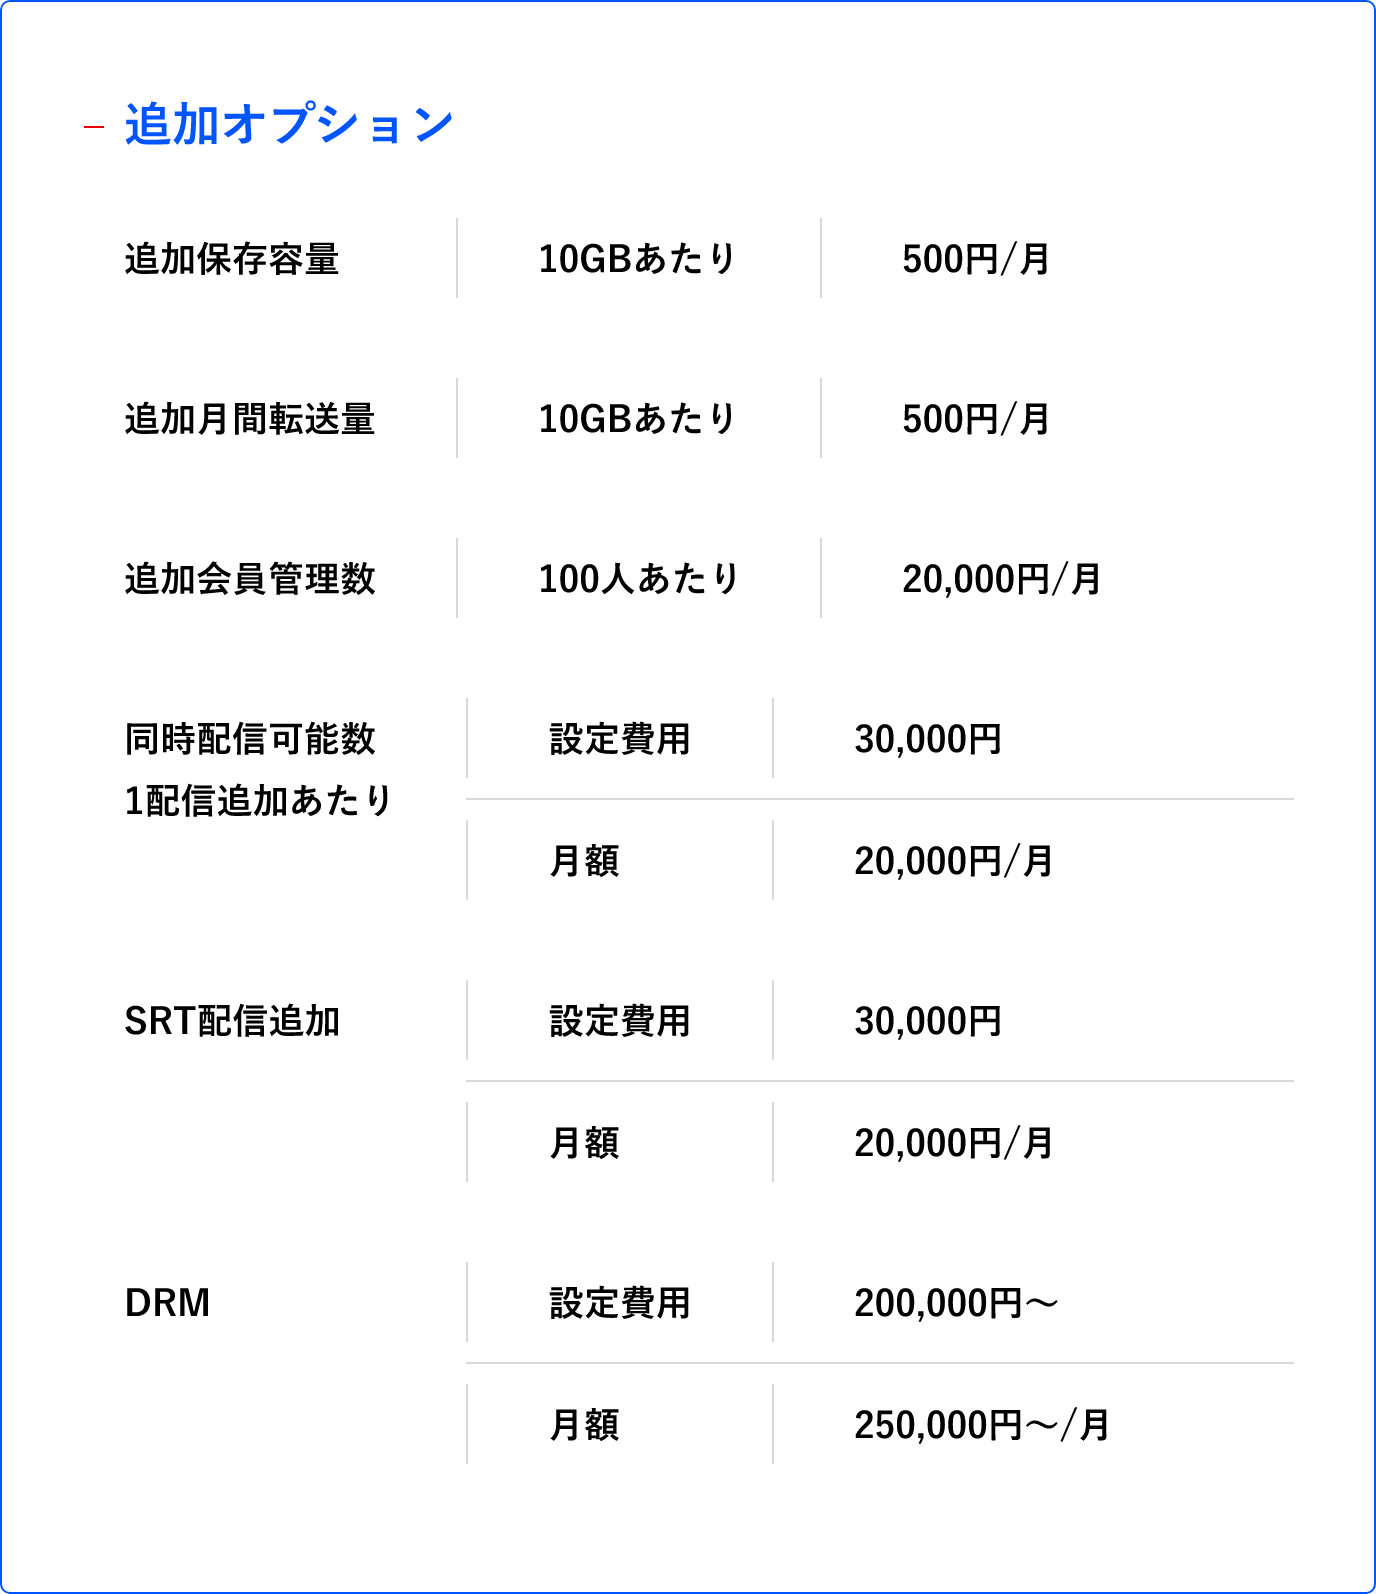 追加オプション
追加保存容量 10GBあたり 500円/月
追加月間転送量 10GBあたり 500円/月
追加会員管理数 100人あたり 20,000円/月
同時配信可能数 設定費用 30,000円
1配信追加あたり
月額 20,000円/月
SRT配信追加 設定費用 30,000円
月額 20,000円/月
DRM 設定費用 200,000円〜
月額 250,000円〜/月